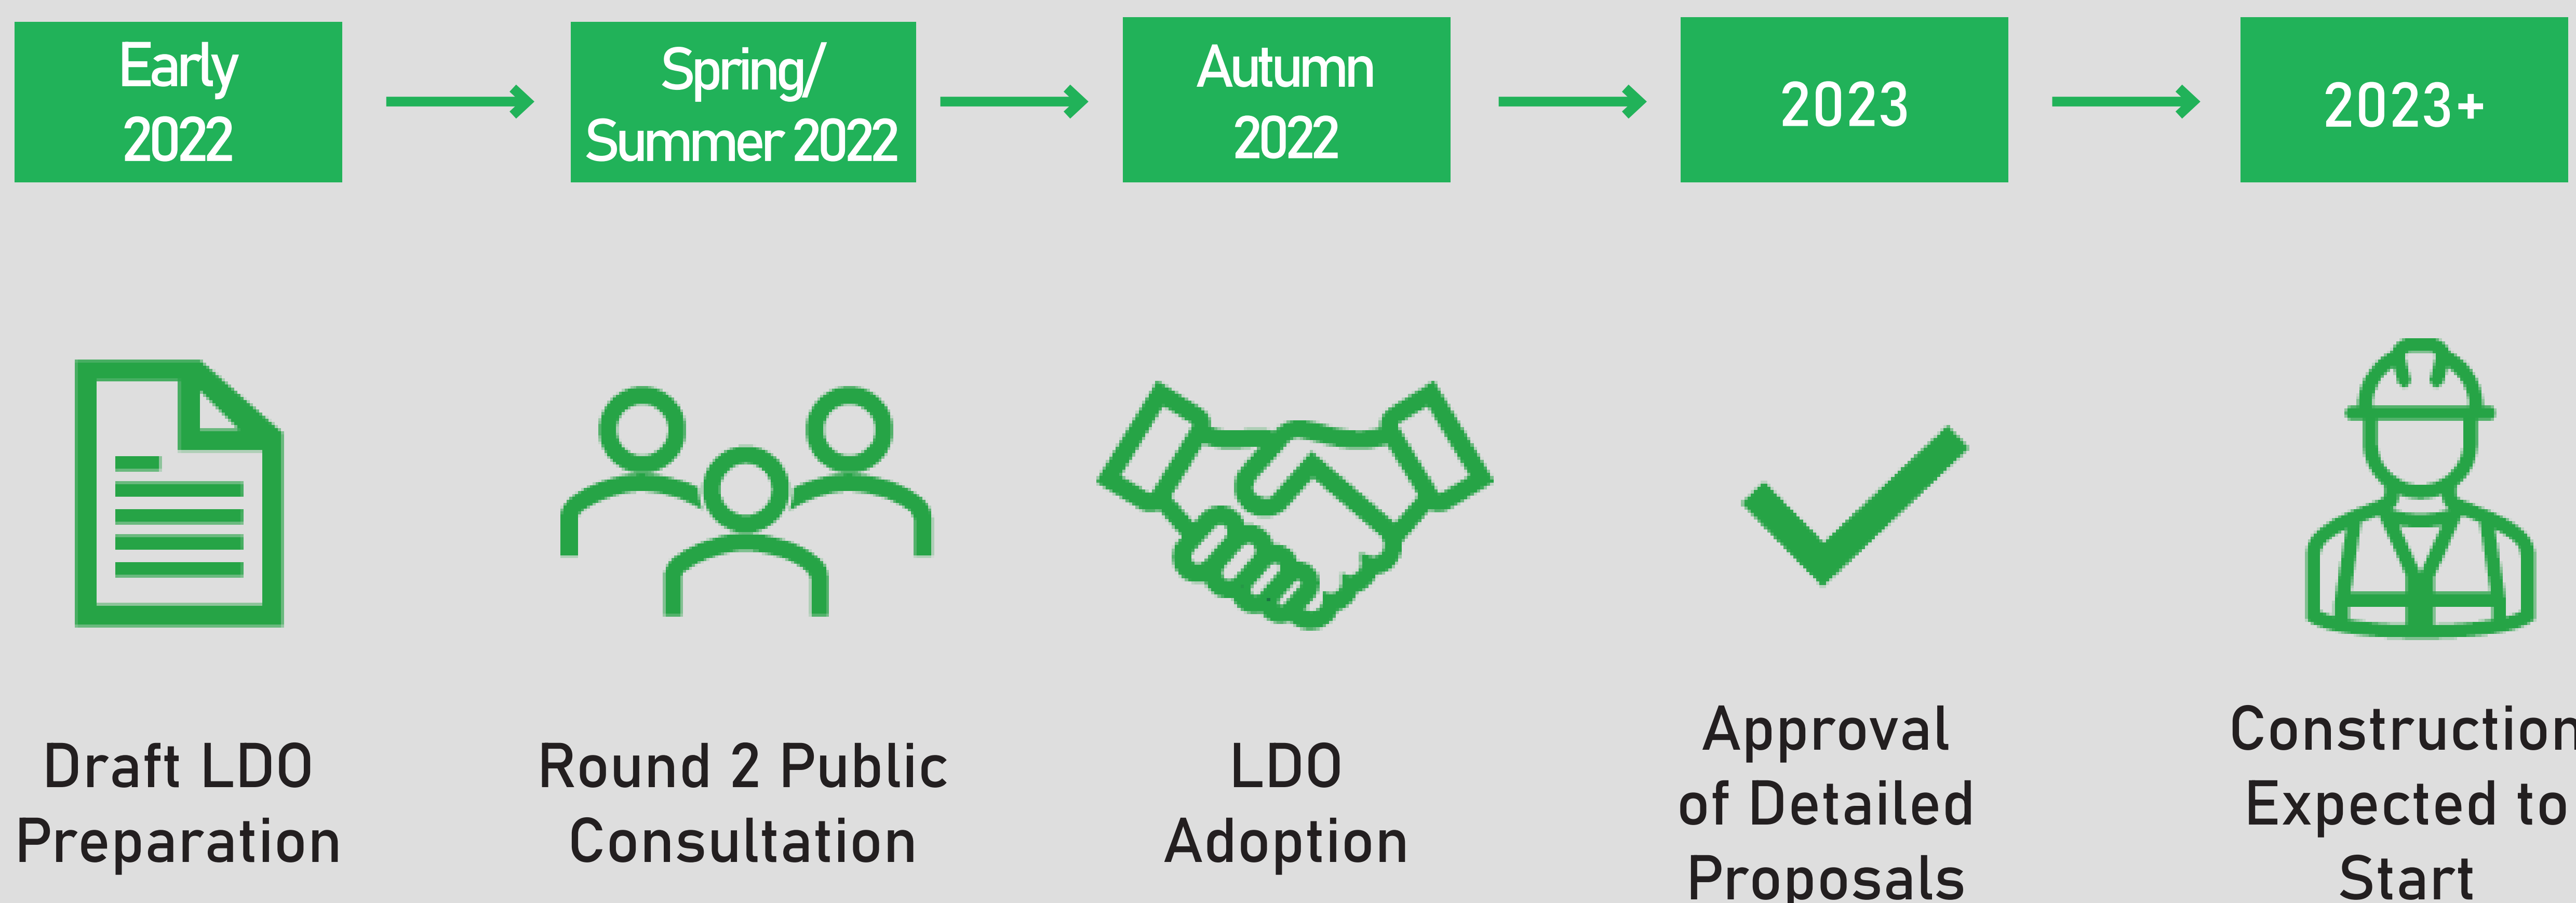 Early
2022
Spring/
Summer 2022
Autumn
2022
2023
2023+
Draft LDO
Preparation
Round 2 Public
Consultation
LDO
Adoption
Approval
of Detailed
Proposals
Construction
Expected to
Start